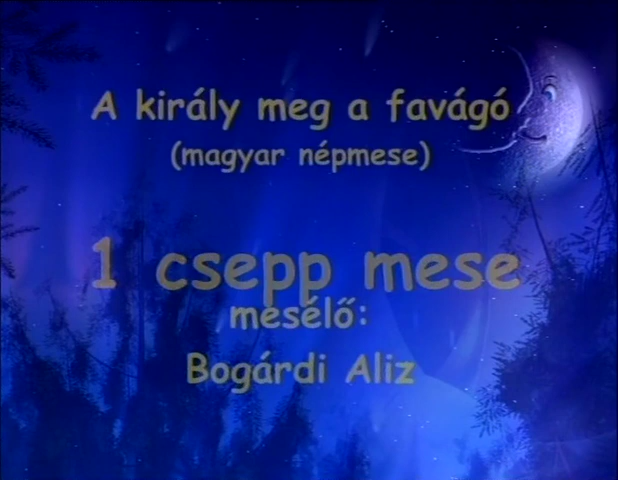 A király meg a favágó
(magyar népmese)
1 csepp mese
mesélő:
Bogárdi Aliz